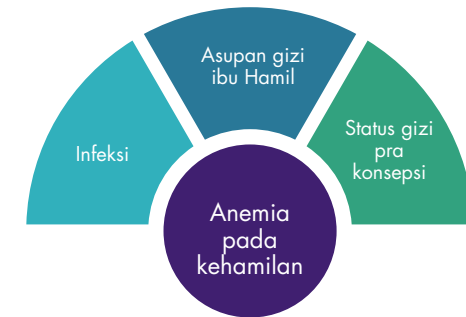 Asupan gizi
ibu Hamil
Infeksi
Status gizi
pra
konsepsi
Anemia
pada
kehamilan